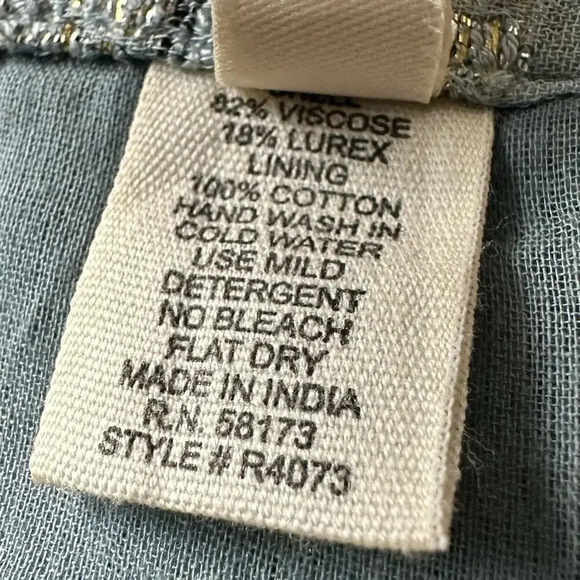 82% VISCOSE
18% LUREX
LINING
100% COTTON
HAND WASH IN
COLD WATER
USE MILD
DETERGENT
NO BLEACH
FLAT DRY
MADE IN INDIA
R.N. 58173
STYLE # R4073